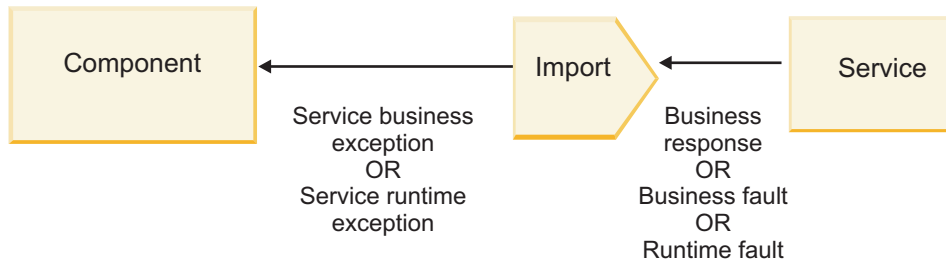 Component
Import
Service
Service business
exception
OR
Service runtime
exception
Business
response
OR
Business fault
OR
Runtime fault